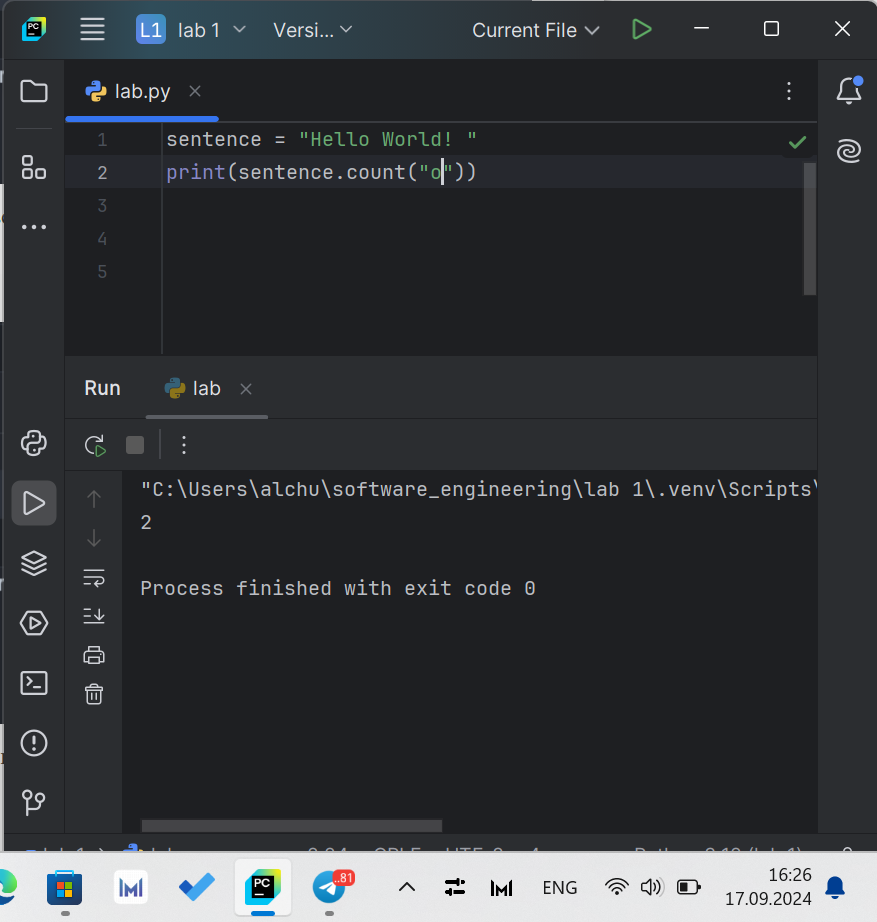 PC L1 lab 1 Versi... Current File
lab.py
1 sentence = "Hello World! "
2 print(sentence.count("o"))
3
4
5
Run lab
"C:\Users\alchu\software_engineering\lab 1\.venv\Scripts\
2
Process finished with exit code 0
PC 81 ENG 16:26
17.09.2024